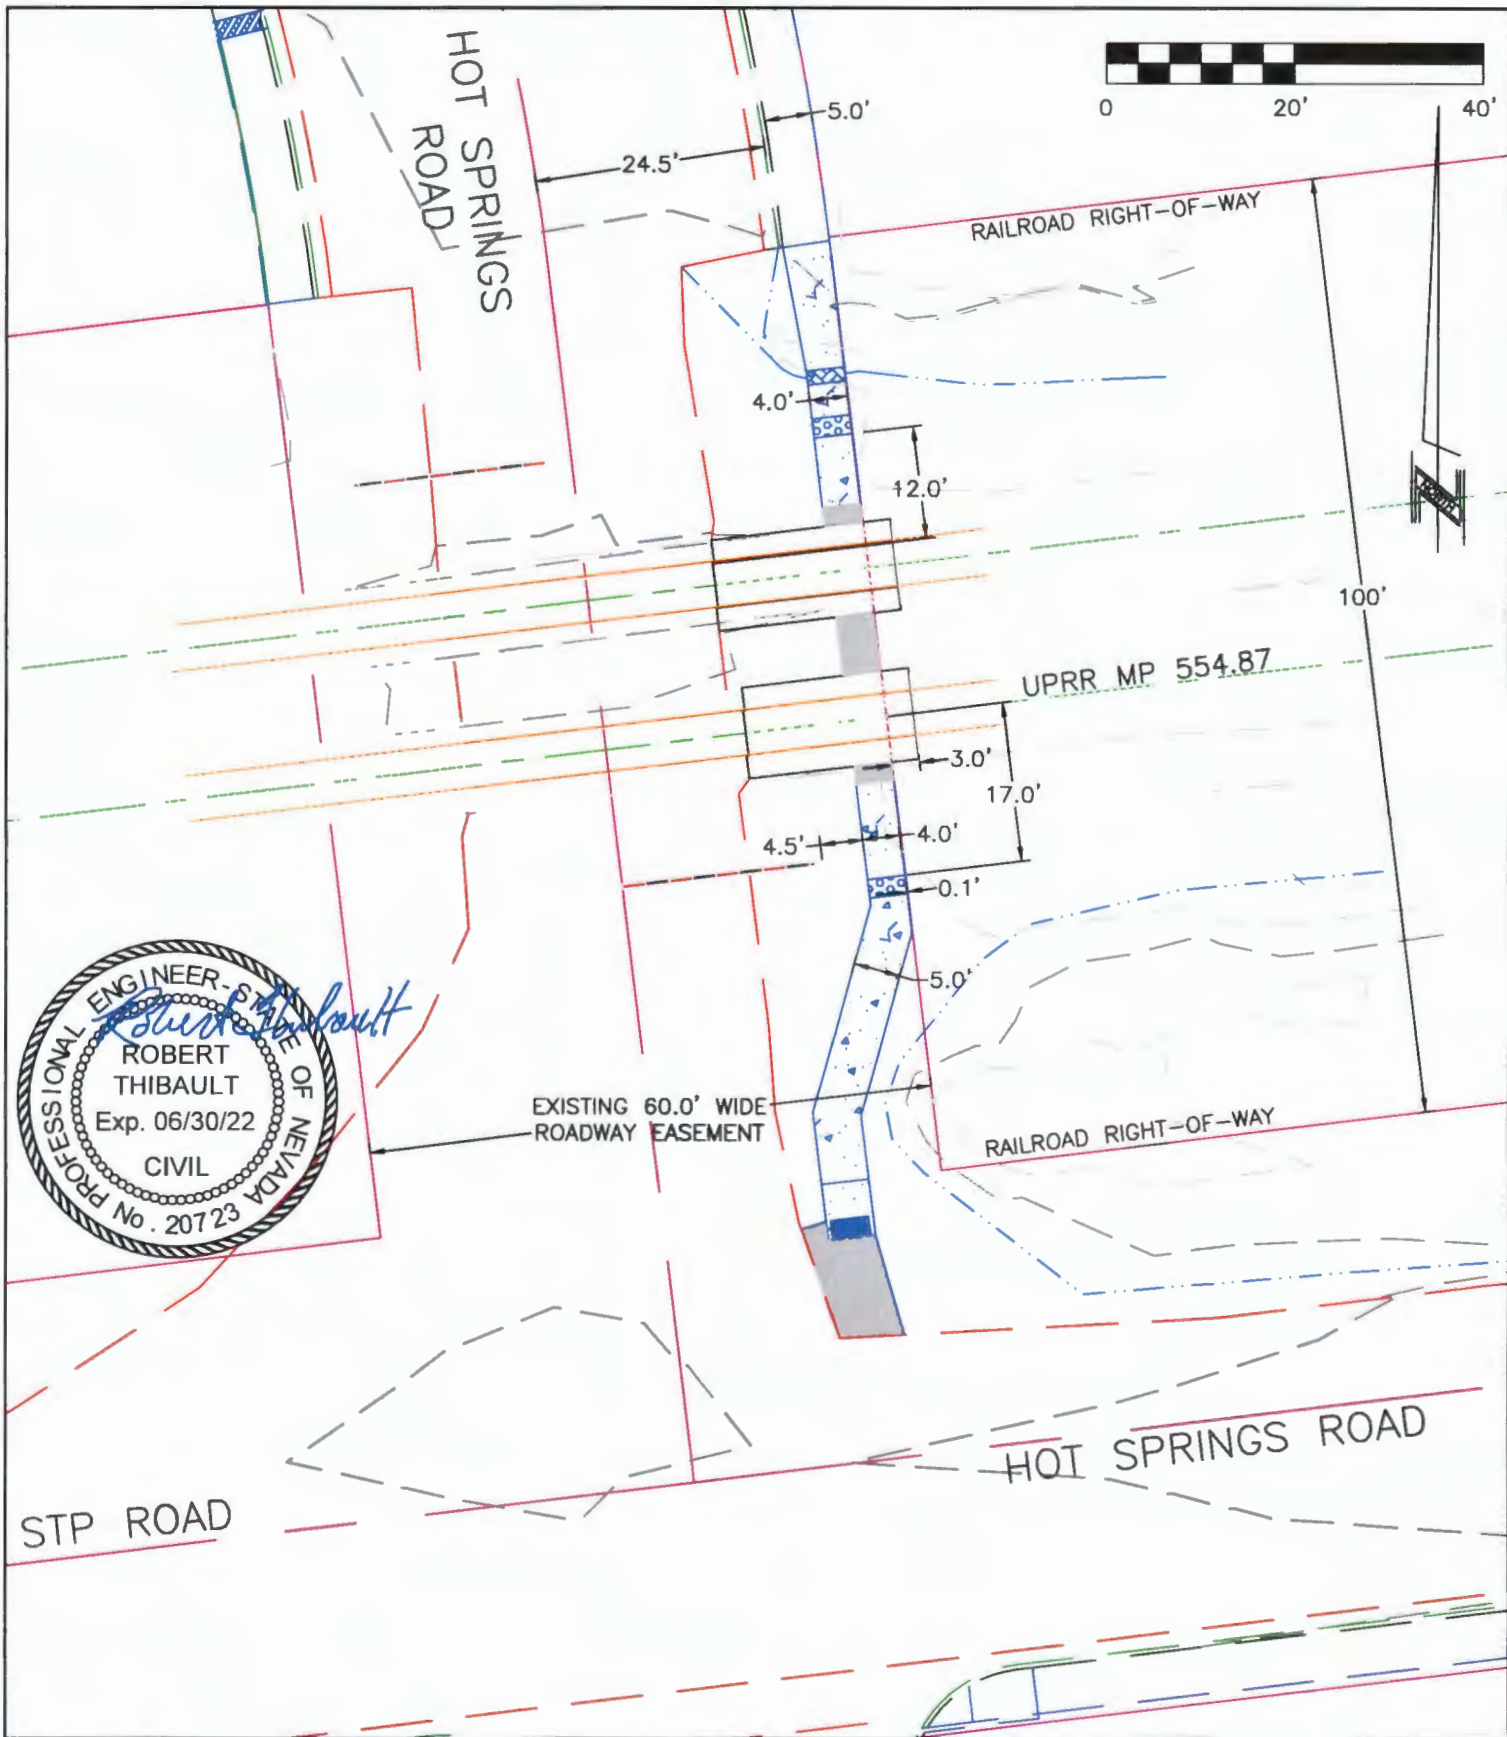 HOT SPRINGS
ROAD
0 20' 40'
5.0'
24.5'
RAILROAD RIGHT-OF-WAY
NORTH
4.0'
12.0'
100'
UPRR MP 554.87
3.0'
17.0'
4.5'
4.0'
0.1'
5.0'
PROFESSIONAL ENGINEER-STATE OF NEVADA
Robert Thibault
ROBERT
THIBAULT
Exp. 06/30/22
CIVIL
No. 20723
EXISTING 60.0' WIDE
ROADWAY EASEMENT
RAILROAD RIGHT-OF-WAY
HOT SPRINGS ROAD
STP ROAD